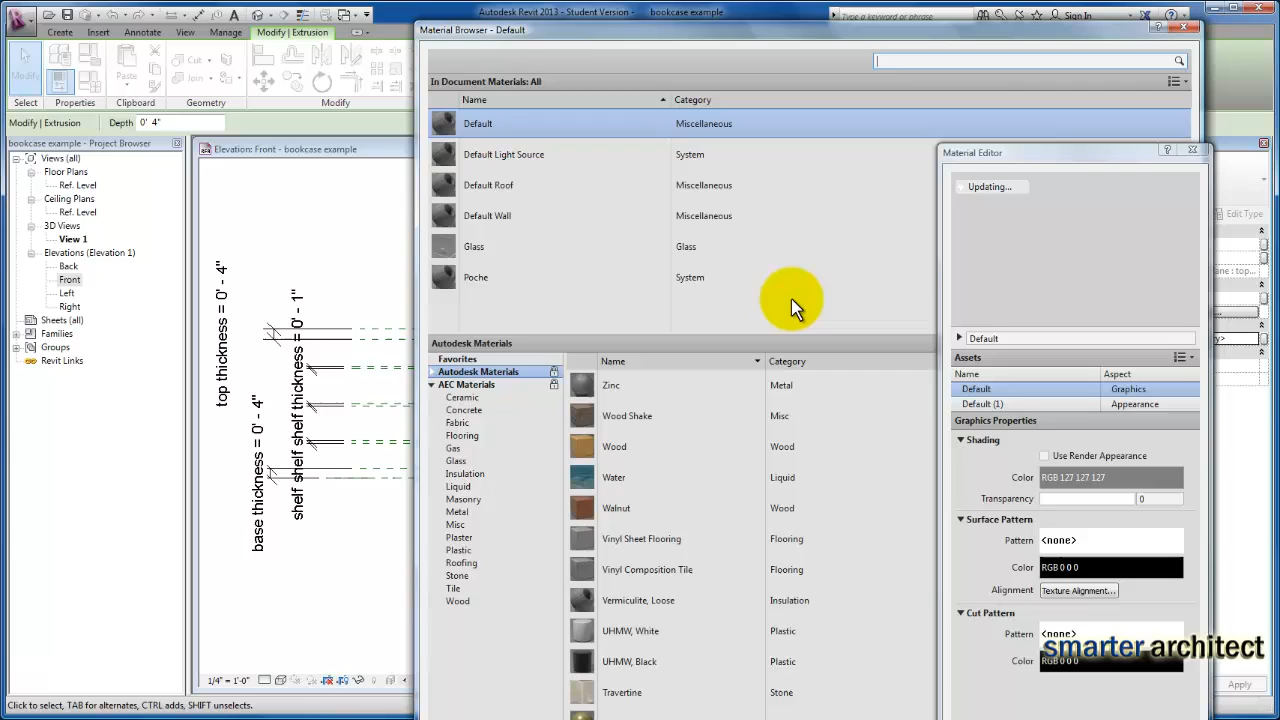 Autodesk Revit 2013 - Student Version - bookcase example
Type a keyword or phrase
Sign In
Create Insert Annotate View Manage Modify | Extrusion
Modify
Paste
Cut
Join
Select Properties Clipboard Geometry Modify
Modify | Extrusion Depth 0' 4"
bookcase example - Project Browser
Views (all)
Floor Plans
Ref. Level
Ceiling Plans
Ref. Level
3D Views
View 1
Elevations (Elevation 1)
Back
Front
Left
Right
Sheets (all)
Families
Groups
Revit Links
Elevation: Front - bookcase example
top thickness = 0' - 4"
base thickness = 0' - 4"
shelf shelf shelf thickness = 0' - 1"
1/4" = 1'-0"
Click to select, TAB for alternates, CTRL adds, SHIFT unselects.
Material Browser - Default
In Document Materials: All
Name Category
Default Miscellaneous
Default Light Source System
Default Roof Miscellaneous
Default Wall Miscellaneous
Glass Glass
Poche System
Autodesk Materials
Favorites
Autodesk Materials
AEC Materials
Ceramic
Concrete
Fabric
Flooring
Gas
Glass
Insulation
Liquid
Masonry
Metal
Misc
Plaster
Plastic
Roofing
Stone
Tile
Wood
Name Category
Zinc Metal
Wood Shake Misc
Wood Wood
Water Liquid
Walnut Wood
Vinyl Sheet Flooring Flooring
Vinyl Composition Tile Flooring
Vermiculite, Loose Insulation
UHMW, White Plastic
UHMW, Black Plastic
Travertine Stone
Material Editor
Updating...
Default
Assets
Name Aspect
Default Graphics
Default (1) Appearance
Graphics Properties
Shading
Use Render Appearance
Color RGB 127 127 127
Transparency 0
Surface Pattern
Pattern <none>
Color RGB 0 0 0
Alignment Texture Alignment...
Cut Pattern
Pattern <none>
Color RGB 0 0 0
smarter architect
Edit Type
ane : top...
y>
Apply